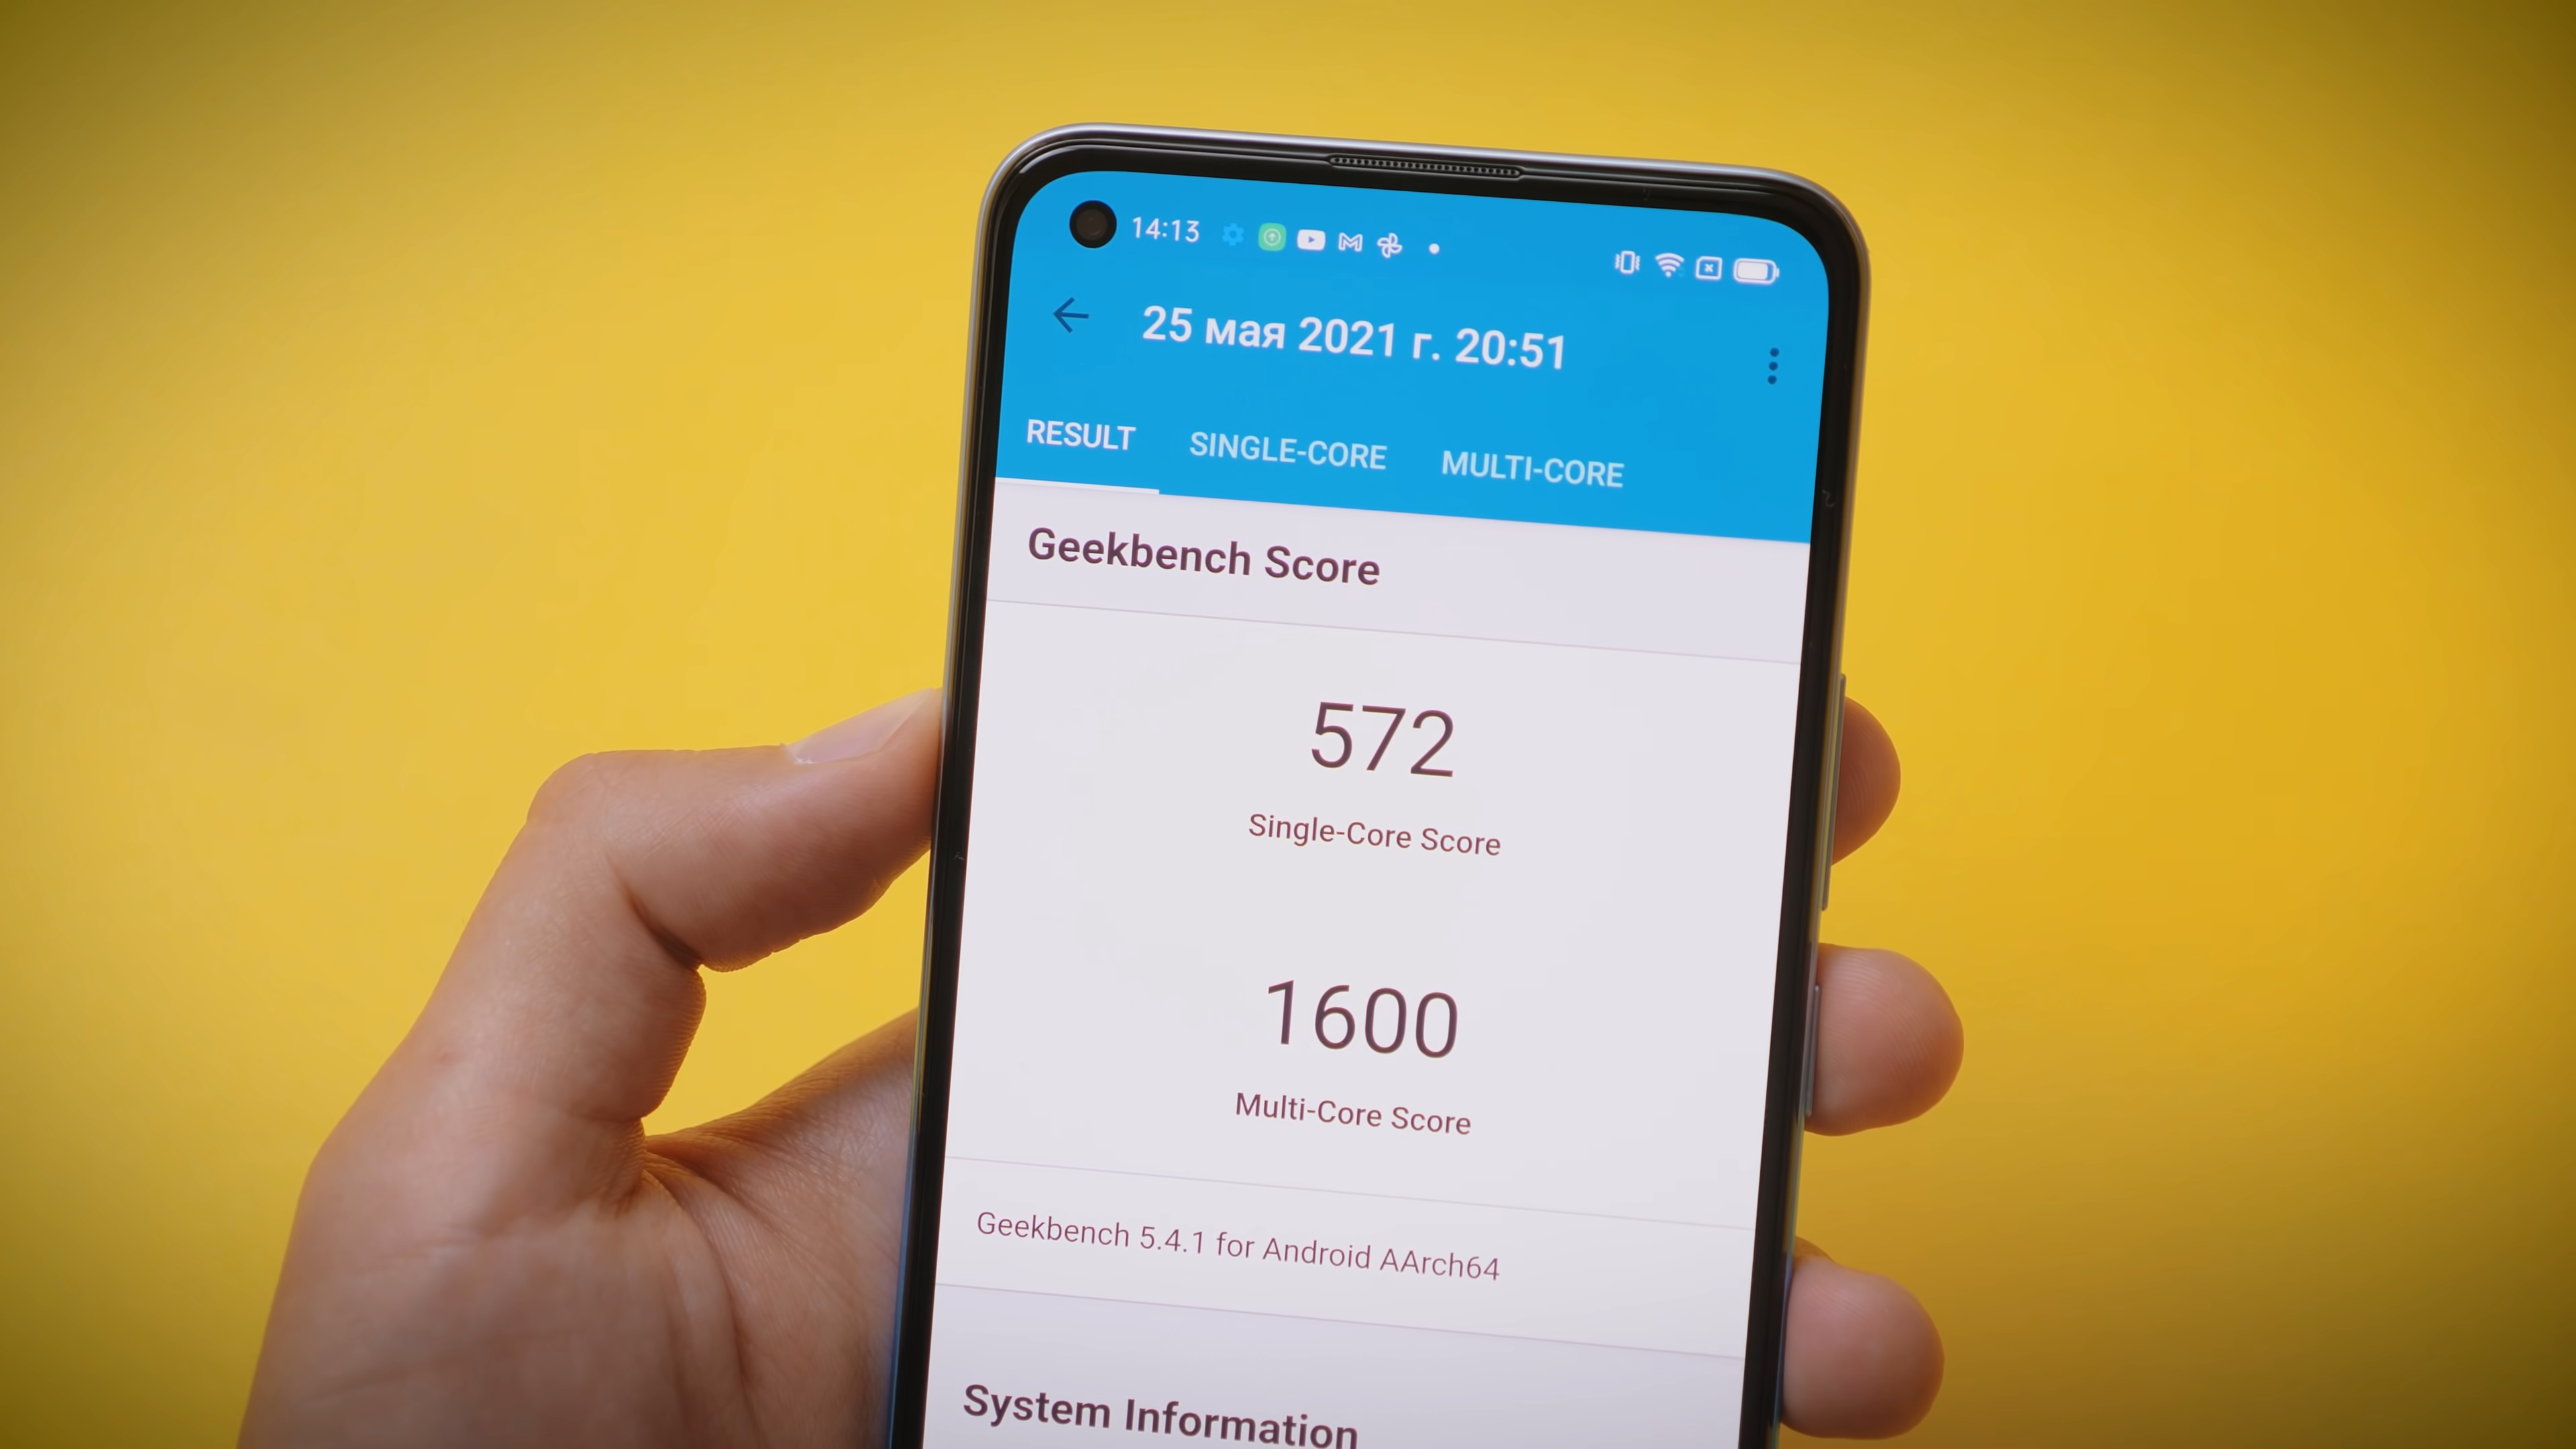 14:13
25 мая 2021 г. 20:51
RESULT SINGLE-CORE MULTI-CORE
Geekbench Score
572
Single-Core Score
1600
Multi-Core Score
Geekbench 5.4.1 for Android AArch64
System Information